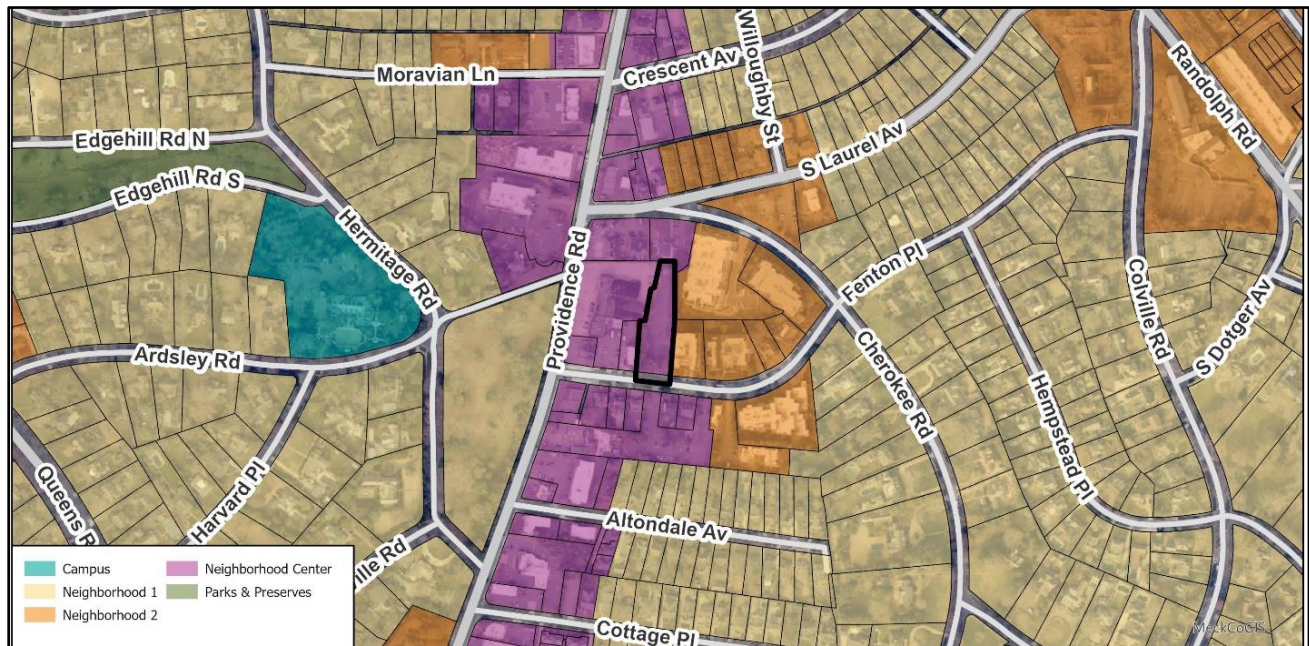 Moravian Ln
Crescent Av
Willoughby St
Randolph Rd
Edgehill Rd N
S Laurel Av
Edgehill Rd S
Hermitage Rd
Providence Rd
Fenton Pl
Colville Rd
S Dotger Av
Ardsley Rd
Cherokee Rd
Hempstead Pl
Harvard Pl
Queens R
Altondale Av
ille Rd
Cottage Pl
Campus
Neighborhood Center
Neighborhood 1
Parks & Preserves
Neighborhood 2
MeckCoGIS